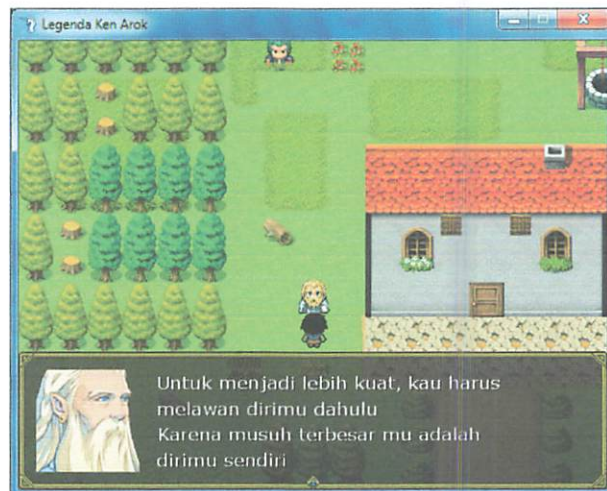 Legenda Ken Arok
Untuk menjadi lebih kuat, kau harus
melawan dirimu dahulu
Karena musuh terbesar mu adalah
dirimu sendiri